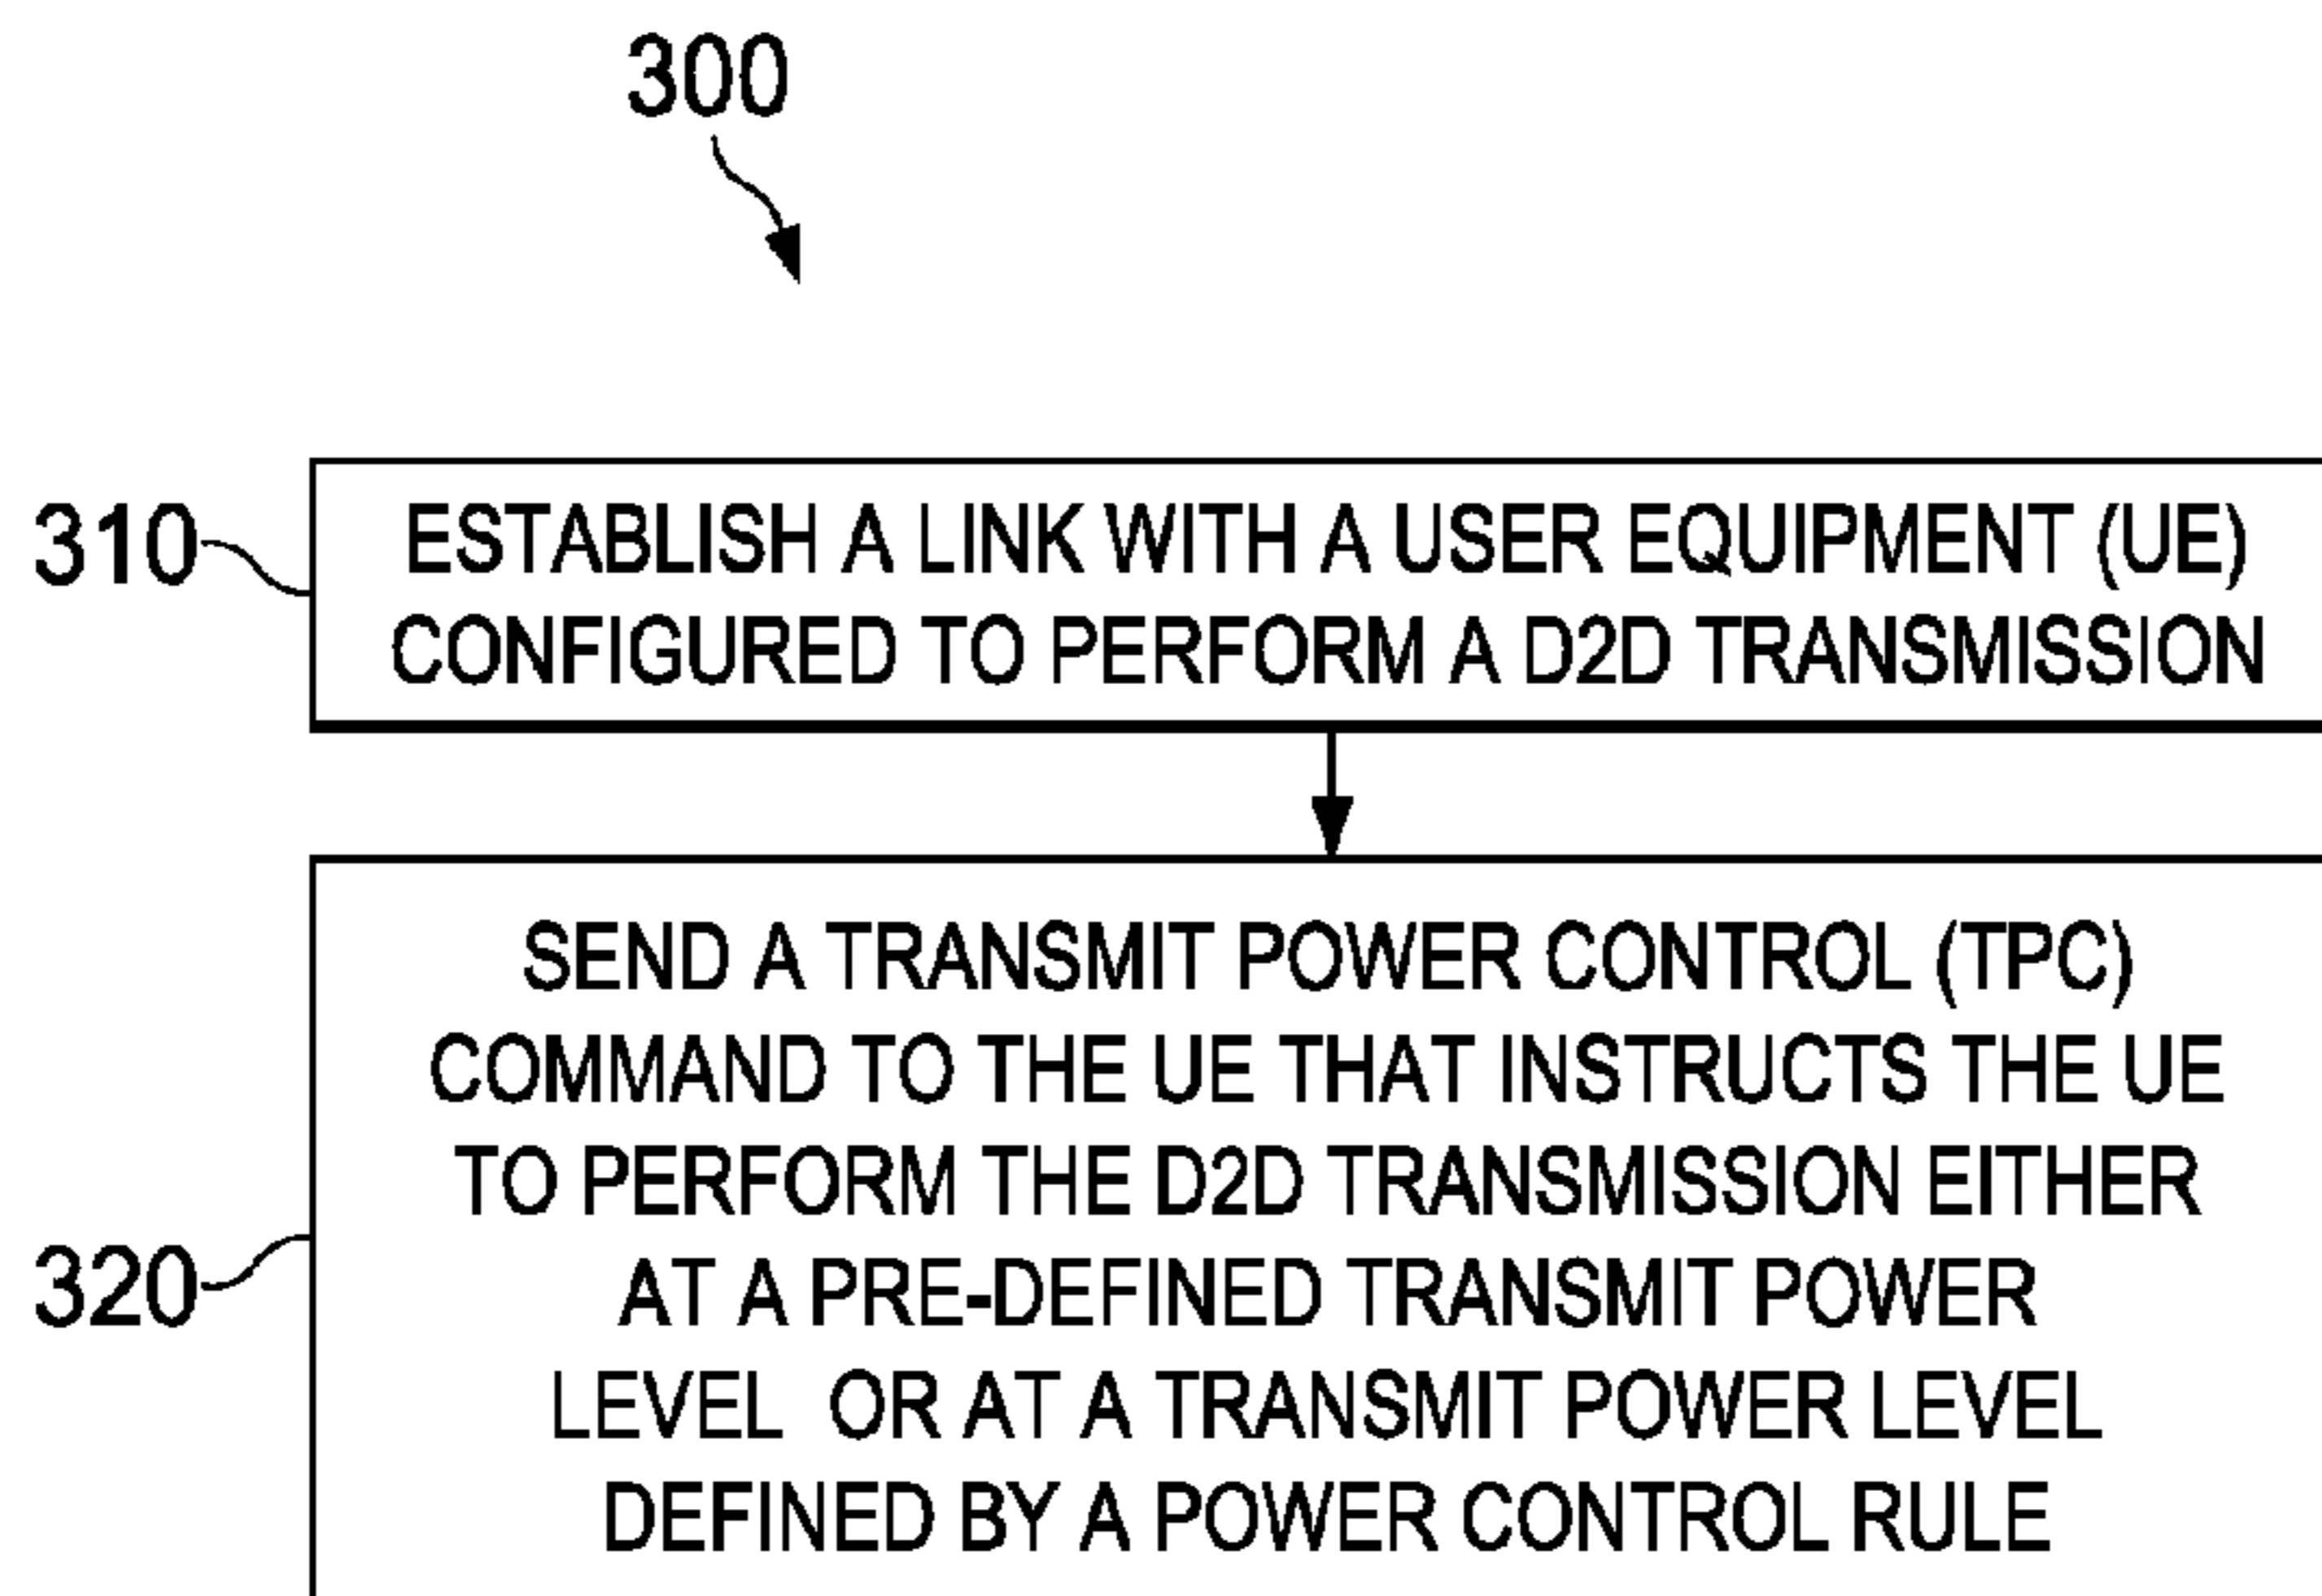 300
310
ESTABLISH A LINK WITH A USER EQUIPMENT (UE)
CONFIGURED TO PERFORM A D2D TRANSMISSION
SEND A TRANSMIT POWER CONTROL (TPC)
COMMAND TO THE UE THAT INSTRUCTS THE UE
TO PERFORM THE D2D TRANSMISSION EITHER
320
AT A PRE-DEFINED TRANSMIT POWER
LEVEL OR AT A TRANSMIT POWER LEVEL
DEFINED BY A POWER CONTROL RULE